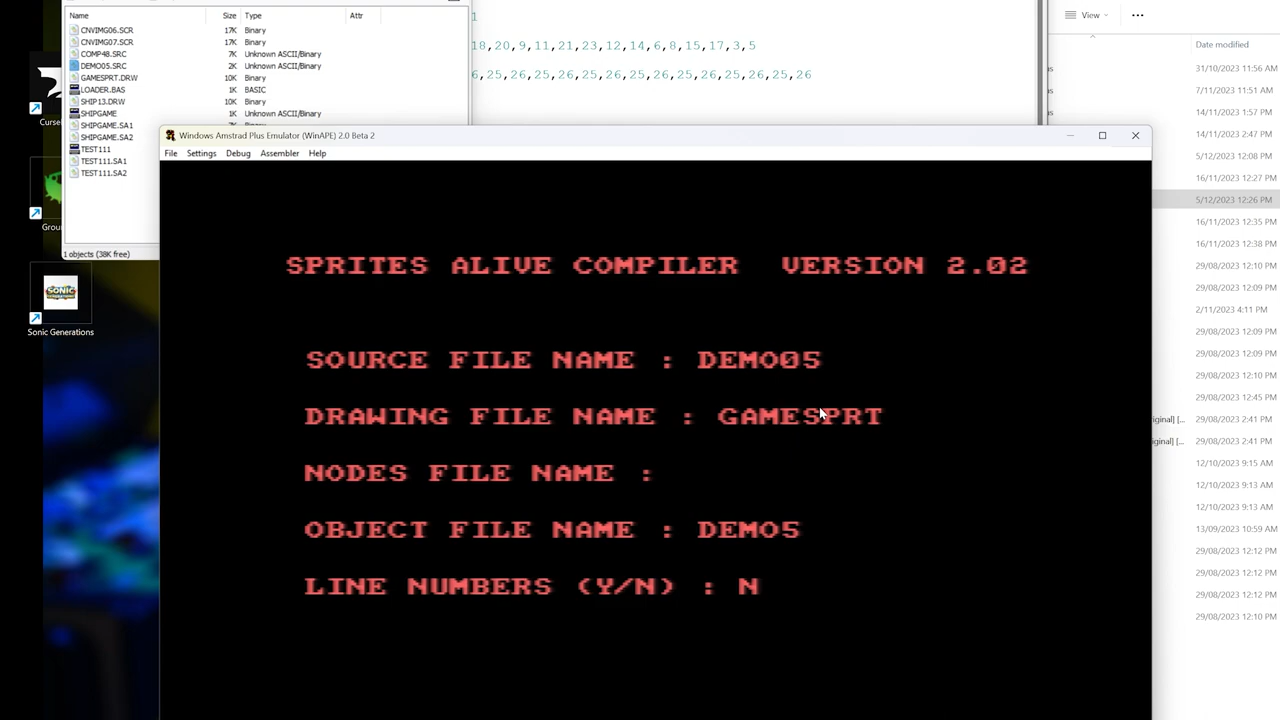 Name Size Type Attr
CNVIMG06.SCR 17K Binary
CNVIMG07.SCR 17K Binary
COMP48.SRC 7K Unknown ASCII/Binary
DEMO05.SRC 2K Unknown ASCII/Binary
GAMESPRT.DRW 10K Binary
LOADER.BAS 1K BASIC
SHIP13.DRW 10K Binary
SHIPGAME 1K Unknown ASCII/Binary
SHIPGAME.SA1
SHIPGAME.SA2
TEST111
TEST111.SA1
TEST111.SA2
1 objects (38K free)
18,20,9,11,21,23,12,14,6,8,15,17,3,5
6,25,26,25,26,25,26,25,26,25,26,25,26,25,26
Windows Amstrad Plus Emulator (WinAPE) 2.0 Beta 2
File Settings Debug Assembler Help
SPRITES ALIVE COMPILER VERSION 2.02
SOURCE FILE NAME : DEMO05
DRAWING FILE NAME : GAMESPRT
NODES FILE NAME :
OBJECT FILE NAME : DEMO5
LINE NUMBERS (Y/N) : N
Sonic Generations
View
Date modified
31/10/2023 11:56 AM
7/11/2023 11:51 AM
14/11/2023 1:57 PM
14/11/2023 2:47 PM
5/12/2023 12:08 PM
16/11/2023 12:27 PM
5/12/2023 12:26 PM
16/11/2023 12:35 PM
16/11/2023 12:38 PM
29/08/2023 12:10 PM
29/08/2023 12:09 PM
2/11/2023 4:11 PM
29/08/2023 12:09 PM
29/08/2023 12:09 PM
29/08/2023 12:10 PM
29/08/2023 12:45 PM
iginal] [... 29/08/2023 2:41 PM
iginal] [... 29/08/2023 2:41 PM
12/10/2023 9:15 AM
12/10/2023 9:13 AM
12/10/2023 9:13 AM
13/09/2023 10:59 AM
29/08/2023 12:12 PM
29/08/2023 12:12 PM
29/08/2023 12:12 PM
29/08/2023 12:10 PM